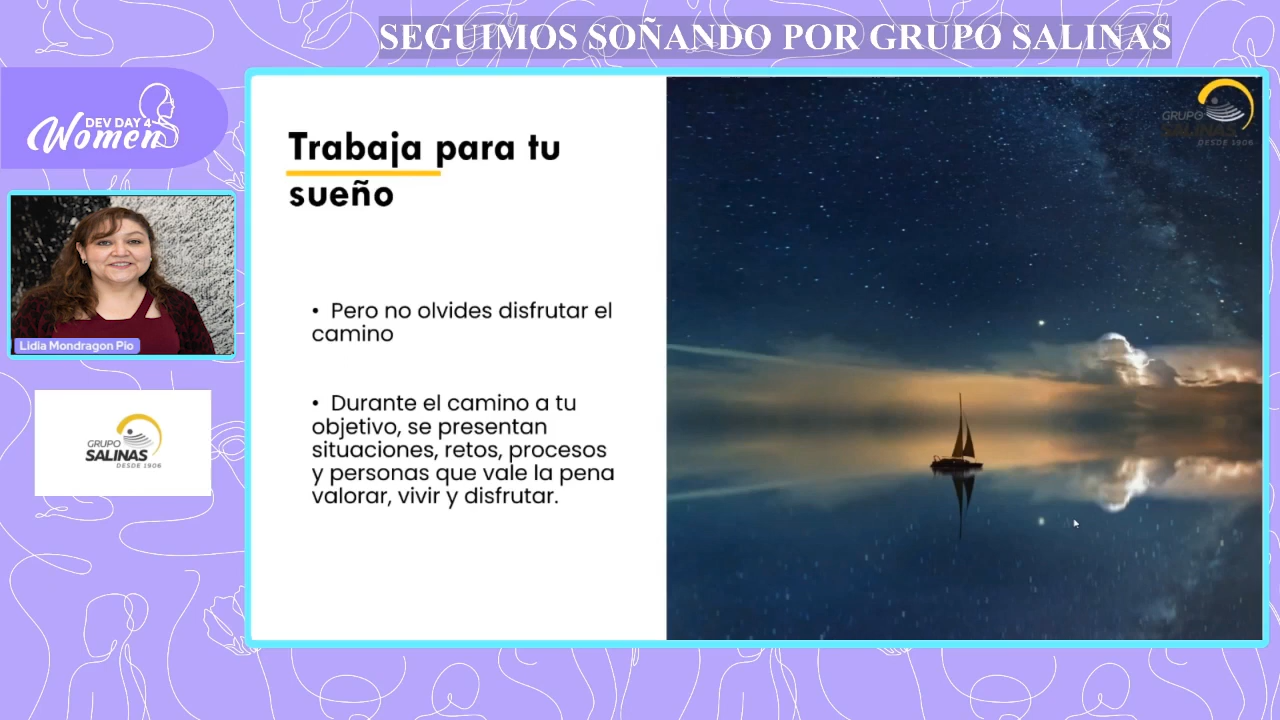 SEGUIMOS SOÑANDO POR GRUPO SALINAS
DEV DAY 4
Women
Lidia Mondragon Pio
GRUPO
SALINAS
DESDE 1906
Trabaja para tu
sueño
• Pero no olvides disfrutar el
camino
• Durante el camino a tu
objetivo, se presentan
situaciones, retos, procesos
y personas que vale la pena
valorar, vivir y disfrutar.
GRUPO
SALINAS
DESDE 1906